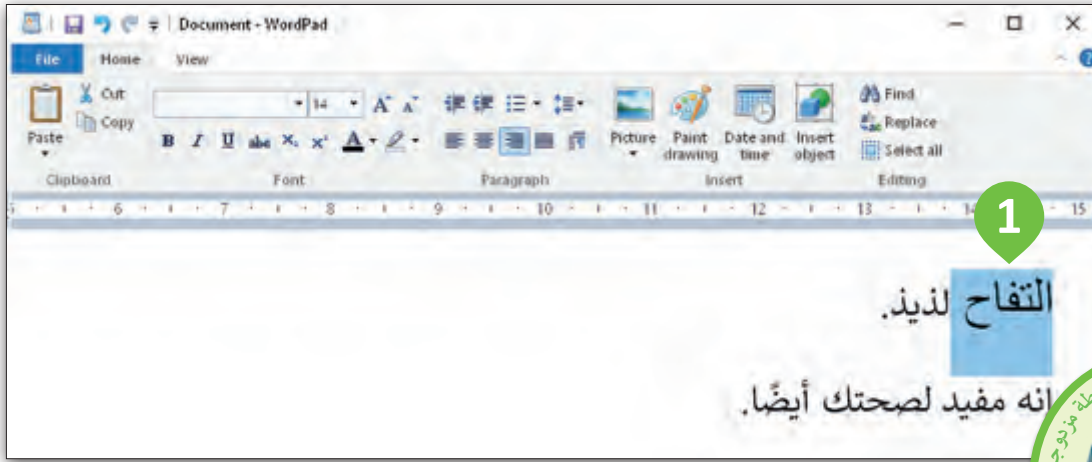 Document - WordPad
File Home View
Paste
Cut
Copy
14
B I U abc X₂ X² A
Picture
Paint drawing
Date and time
Insert object
Find
Replace
Select all
Clipboard Font Paragraph Insert Editing
6 7 8 9 10 11 12 13 14 15
1
التفاح لذيذ.
انه مفيد لصحتك أيضًا.